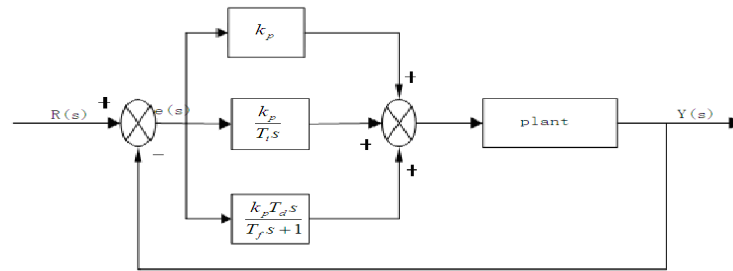 k_p
+
+
R(s)
e(s)
k_p / T_i s
plant
Y(s)
−
+
+
k_p T_d s / T_f s + 1